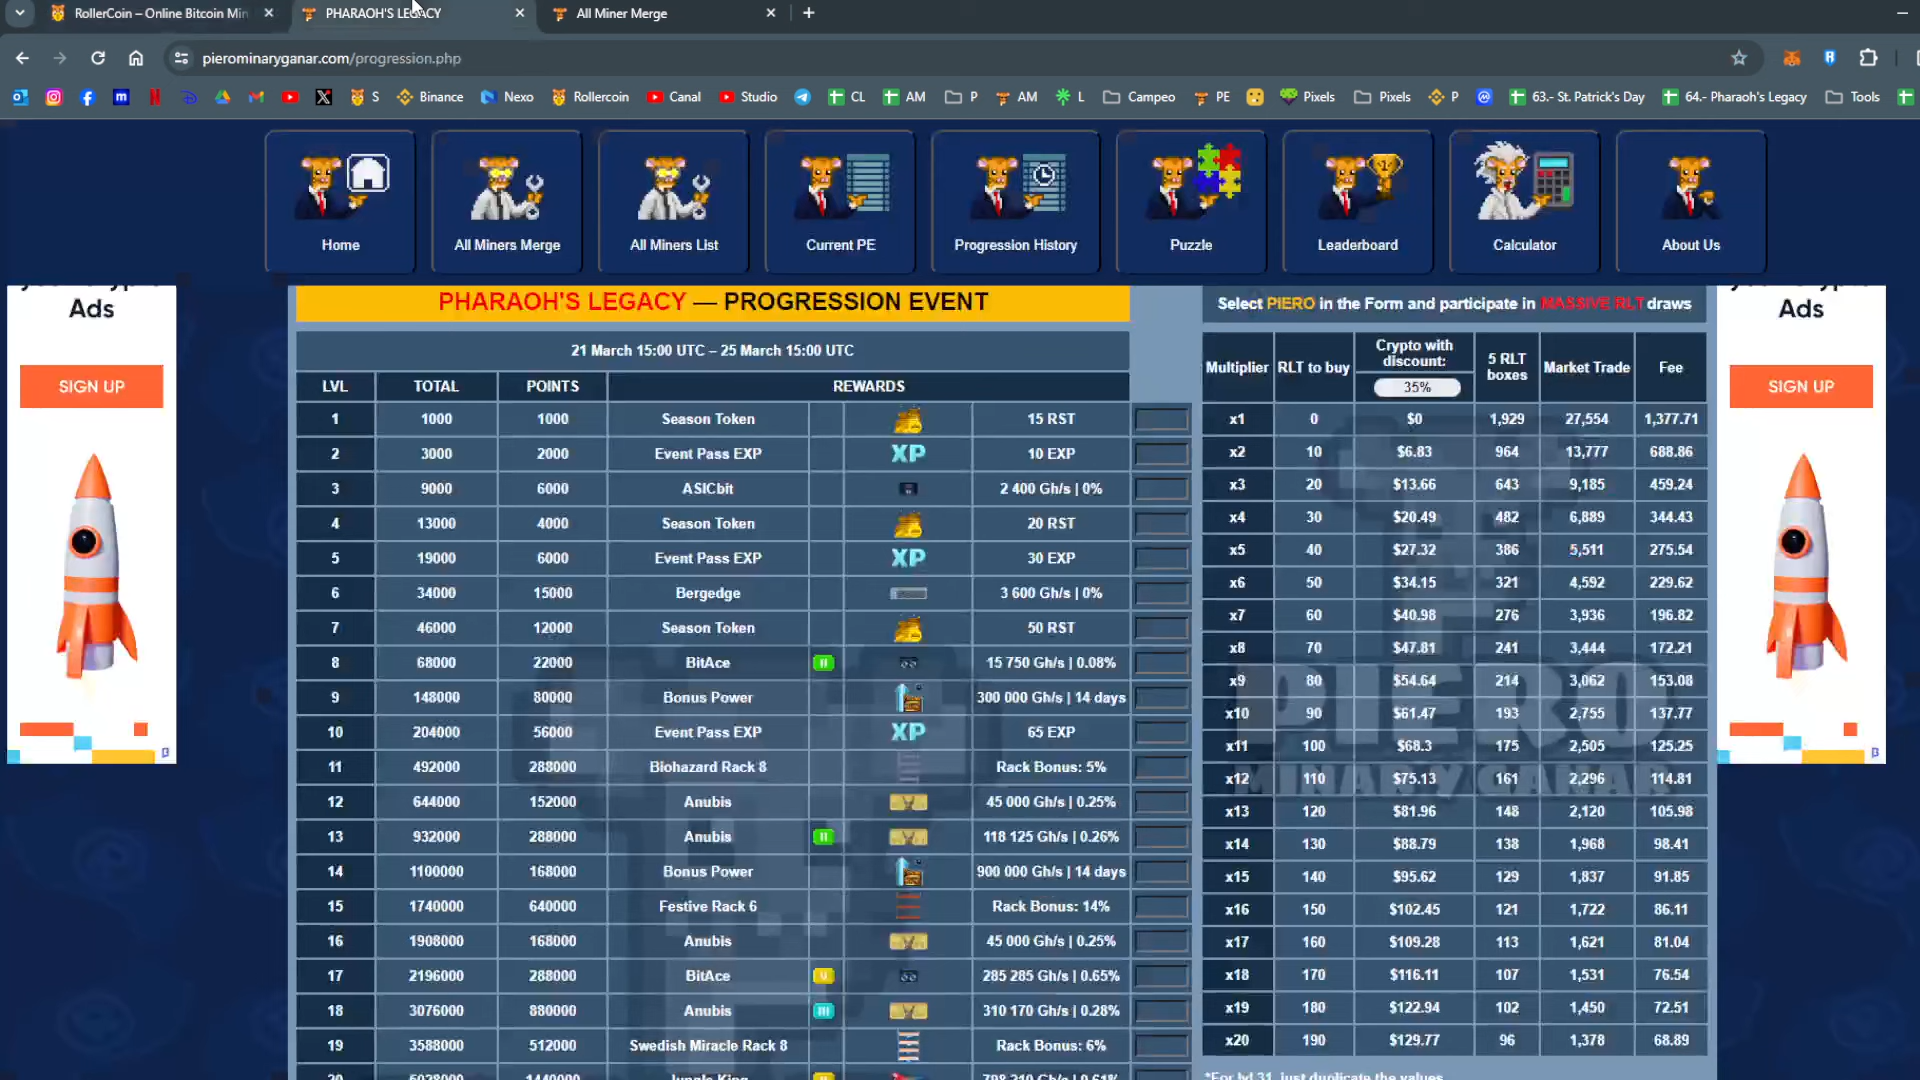 RollerCoin – Online Bitcoin Min
PHARAOH'S LEGACY
All Miner Merge
pierominaryganar.com/progression.php
S
Binance
Nexo
Rollercoin
Canal
Studio
CL
AM
P
AM
L
Campeo
PE
Pixels
Pixels
P
63.- St. Patrick's Day
64.- Pharaoh's Legacy
Tools
Home
All Miners Merge
All Miners List
Current PE
Progression History
Puzzle
Leaderboard
Calculator
About Us
Ads
SIGN UP
PHARAOH'S LEGACY — PROGRESSION EVENT
21 March 15:00 UTC – 25 March 15:00 UTC
LVL TOTAL POINTS REWARDS
1 1000 1000 Season Token 15 RST
2 3000 2000 Event Pass EXP XP 10 EXP
3 9000 6000 ASICbit 2 400 Gh/s | 0%
4 13000 4000 Season Token 20 RST
5 19000 6000 Event Pass EXP XP 30 EXP
6 34000 15000 Bergedge 3 600 Gh/s | 0%
7 46000 12000 Season Token 50 RST
8 68000 22000 BitAce II 15 750 Gh/s | 0.08%
9 148000 80000 Bonus Power 300 000 Gh/s | 14 days
10 204000 56000 Event Pass EXP XP 65 EXP
11 492000 288000 Biohazard Rack 8 Rack Bonus: 5%
12 644000 152000 Anubis 45 000 Gh/s | 0.25%
13 932000 288000 Anubis II 118 125 Gh/s | 0.26%
14 1100000 168000 Bonus Power 900 000 Gh/s | 14 days
15 1740000 640000 Festive Rack 6 Rack Bonus: 14%
16 1908000 168000 Anubis 45 000 Gh/s | 0.25%
17 2196000 288000 BitAce 285 285 Gh/s | 0.65%
18 3076000 880000 Anubis III 310 170 Gh/s | 0.28%
19 3588000 512000 Swedish Miracle Rack 8 Rack Bonus: 6%
Select PIERO in the Form and participate in MASSIVE RLT draws
Multiplier RLT to buy Crypto with discount: 35% 5 RLT boxes Market Trade Fee
x1 0 $0 1,929 27,554 1,377.71
x2 10 $6.83 964 13,777 688.86
x3 20 $13.66 643 9,185 459.24
x4 30 $20.49 482 6,889 344.43
x5 40 $27.32 386 5,511 275.54
x6 50 $34.15 321 4,592 229.62
x7 60 $40.98 276 3,936 196.82
x8 70 $47.81 241 3,444 172.21
x9 80 $54.64 214 3,062 153.08
x10 90 $61.47 193 2,755 137.77
x11 100 $68.3 175 2,505 125.25
x12 110 $75.13 161 2,296 114.81
x13 120 $81.96 148 2,120 105.98
x14 130 $88.79 138 1,968 98.41
x15 140 $95.62 129 1,837 91.85
x16 150 $102.45 121 1,722 86.11
x17 160 $109.28 113 1,621 81.04
x18 170 $116.11 107 1,531 76.54
x19 180 $122.94 102 1,450 72.51
x20 190 $129.77 96 1,378 68.89
PIERO
MINAR Y GANAR
Ads
SIGN UP